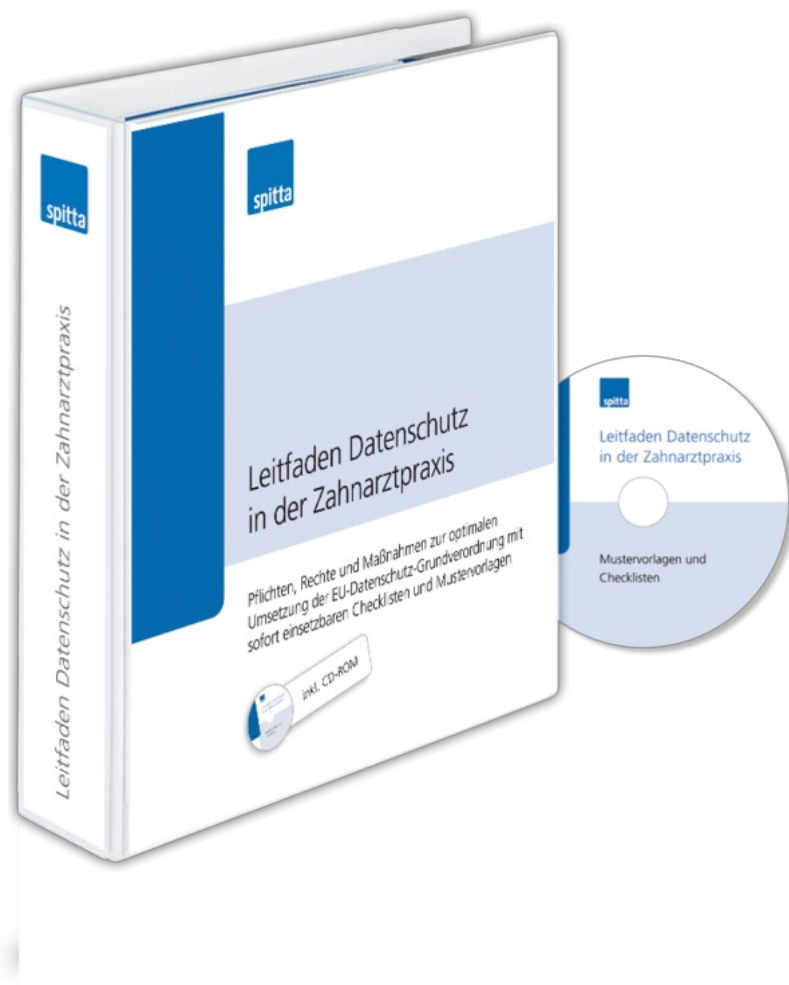 spitta
Leitfaden Datenschutz in der Zahnarztpraxis
spitta
Leitfaden Datenschutz
in der Zahnarztpraxis
Pflichten, Rechte und Maßnahmen zur optimalen
Umsetzung der EU-Datenschutz-Grundverordnung mit
sofort einsetzbaren Checklisten und Mustervorlagen
inkl. CD-ROM
spitta
Leitfaden Datenschutz
in der Zahnarztpraxis
Mustervorlagen und
Checklisten